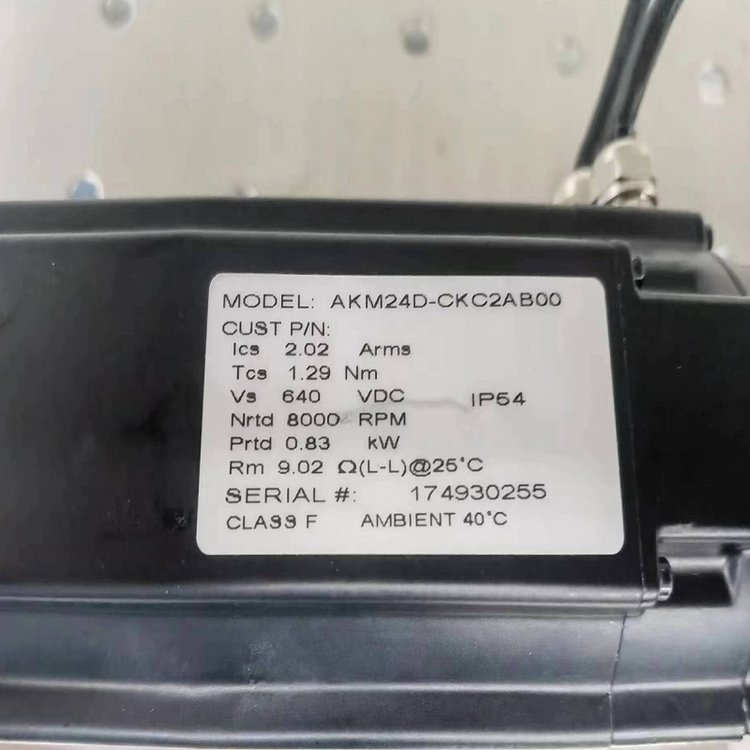 MODEL: AKM24D-CKC2AB00
CUST P/N:
Ics 2.02 Arms
Tcs 1.29 Nm
Vs 640 VDC IP54
Nrtd 8000 RPM
Prtd 0.83 kW
Rm 9.02 Ω(L-L)@25°C
SERIAL #: 174930255
CLASS F AMBIENT 40°C